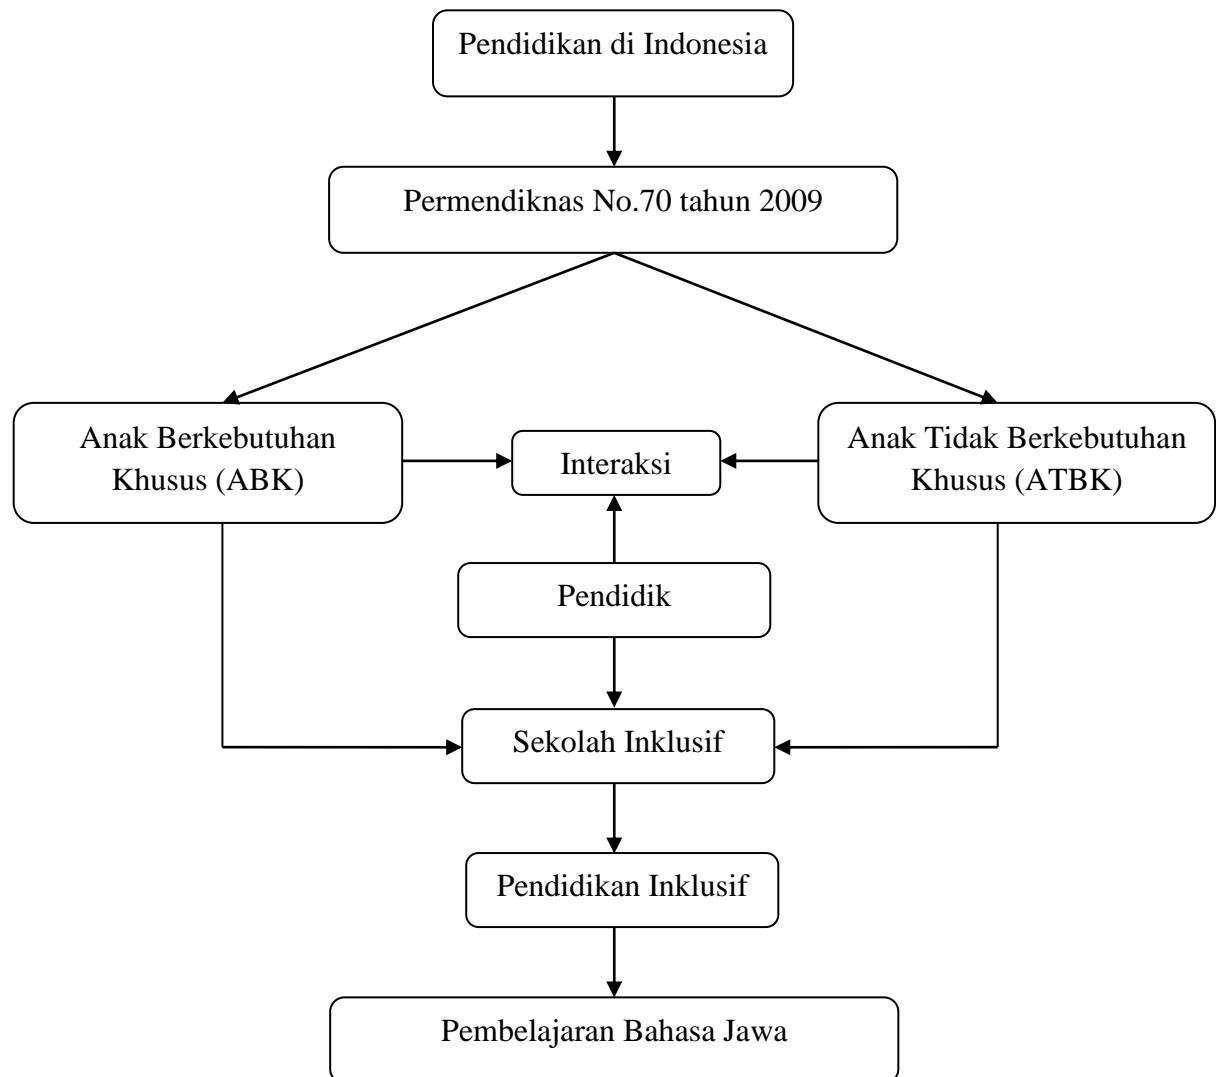 Pendidikan di Indonesia
Permendiknas No.70 tahun 2009
Anak Berkebutuhan
Khusus (ABK)
Interaksi
Anak Tidak Berkebutuhan
Khusus (ATBK)
Pendidik
Sekolah Inklusif
Pendidikan Inklusif
Pembelajaran Bahasa Jawa